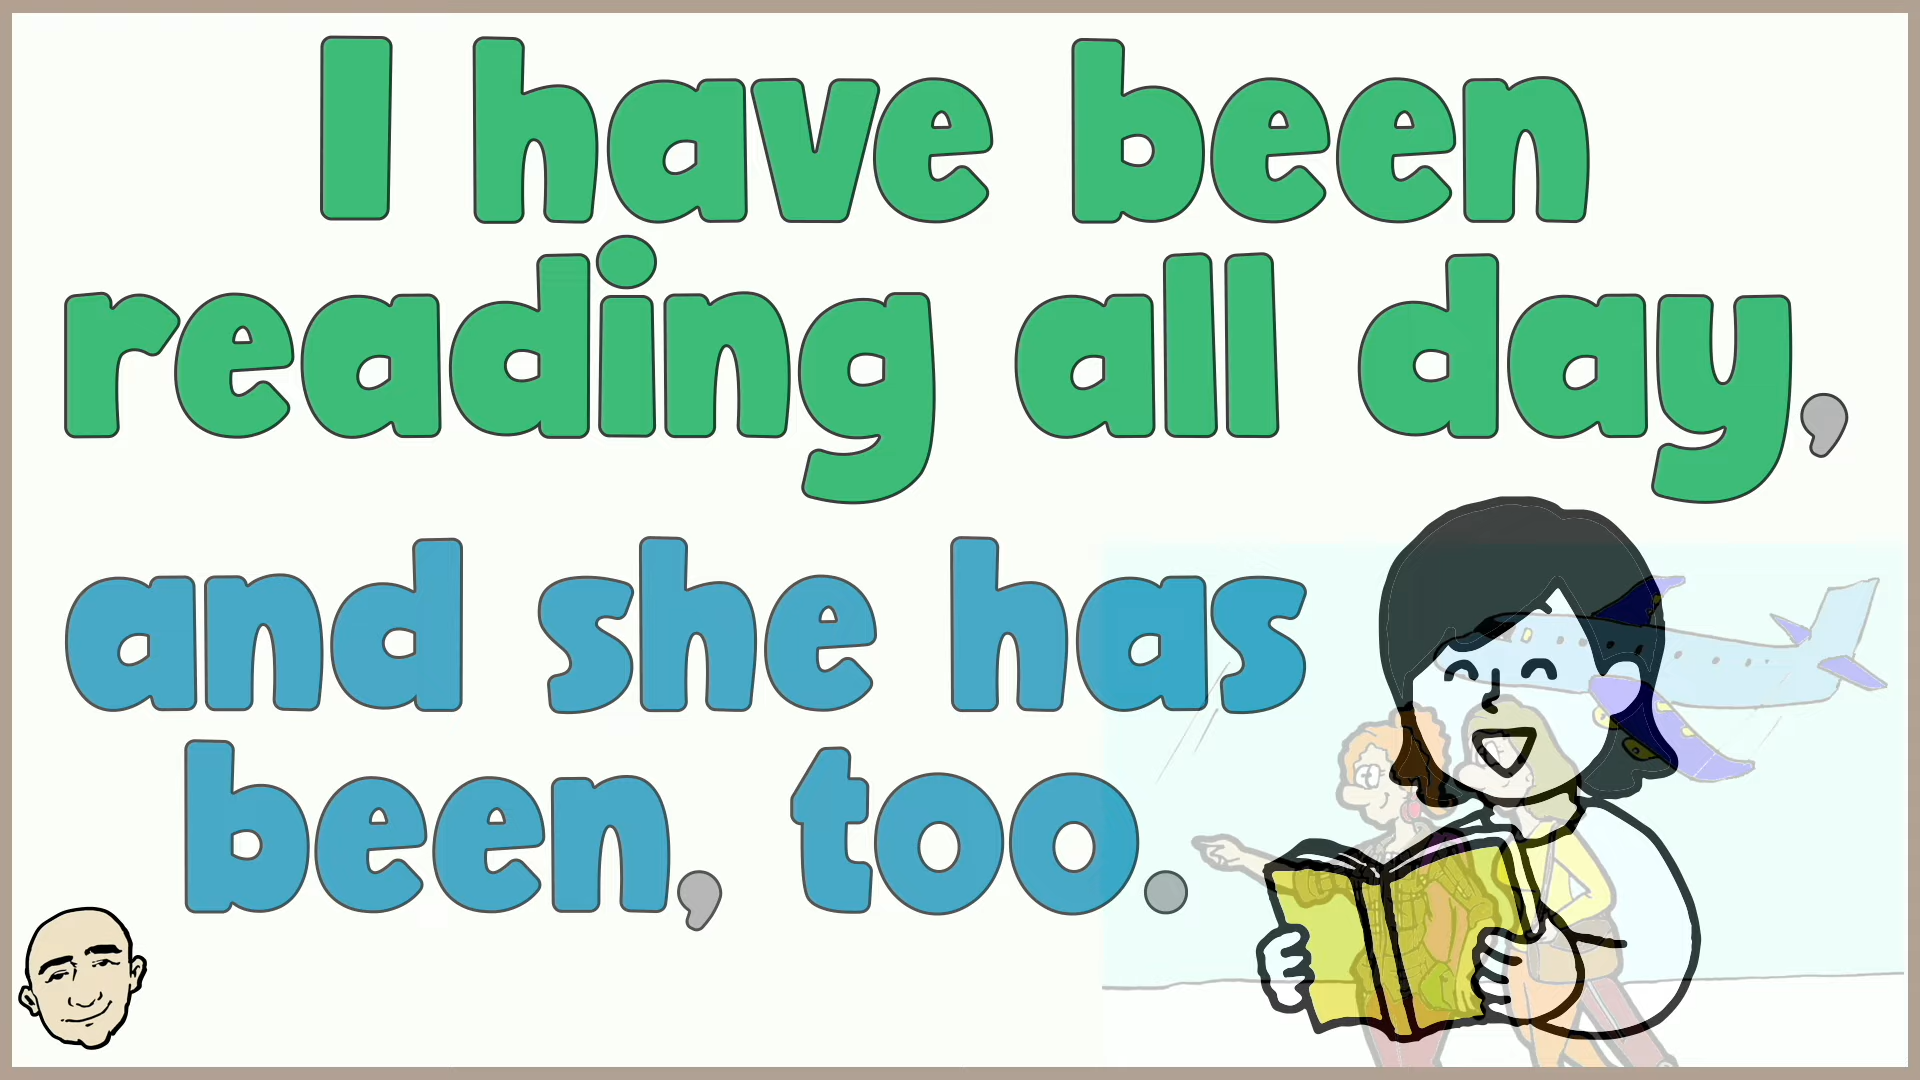 I have been
reading all day,
and she has
been, too.